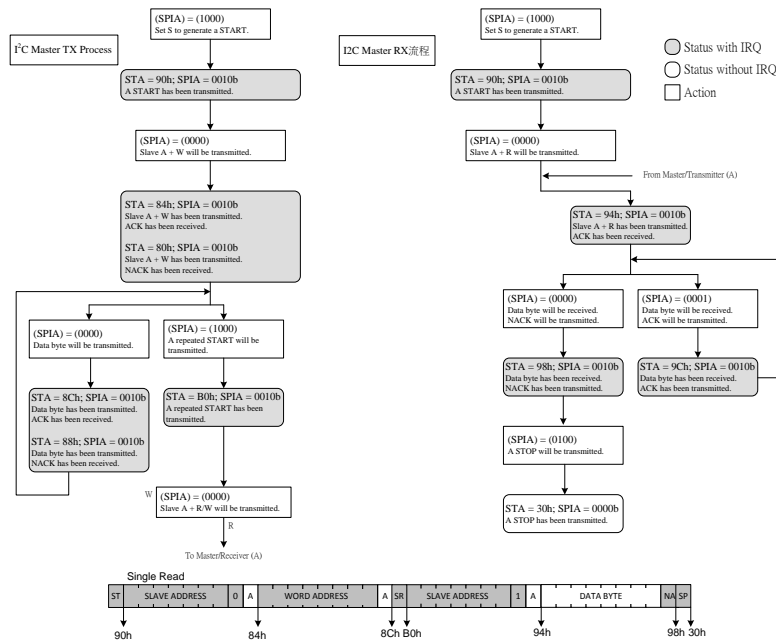 I²C Master TX Process
(SPIA) = (1000)
Set S to generate a START.
STA = 90h; SPIA = 0010b
A START has been transmitted.
(SPIA) = (0000)
Slave A + W will be transmitted.
STA = 84h; SPIA = 0010b
Slave A + W has been transmitted.
ACK has been received.
STA = 80h; SPIA = 0010b
Slave A + W has been transmitted.
NACK has been received.
(SPIA) = (0000)
Data byte will be transmitted.
(SPIA) = (1000)
A repeated START will be
transmitted.
STA = 8Ch; SPIA = 0010b
Data byte has been transmitted.
ACK has been received.
STA = 88h; SPIA = 0010b
Data byte has been transmitted.
NACK has been received.
STA = B0h; SPIA = 0010b
A repeated START has been
transmitted.
W
(SPIA) = (0000)
Slave A + R/W will be transmitted.
R
To Master/Receiver (A)
I2C Master RX流程
(SPIA) = (1000)
Set S to generate a START.
STA = 90h; SPIA = 0010b
A START has been transmitted.
(SPIA) = (0000)
Slave A + R will be transmitted.
From Master/Transmitter (A)
STA = 94h; SPIA = 0010b
Slave A + R has been transmitted.
ACK has been received.
(SPIA) = (0000)
Data byte will be received.
NACK will be transmitted.
(SPIA) = (0001)
Data byte will be received.
ACK will be transmitted.
STA = 98h; SPIA = 0010b
Data byte has been received.
NACK has been transmitted.
STA = 9Ch; SPIA = 0010b
Data byte has been received.
ACK has been transmitted.
(SPIA) = (0100)
A STOP will be transmitted.
STA = 30h; SPIA = 0000b
A STOP has been transmitted.
Status with IRQ
Status without IRQ
Action
Single Read
ST SLAVE ADDRESS 0 A WORD ADDRESS A SR SLAVE ADDRESS 1 A DATA BYTE NA SP
90h 84h 8Ch B0h 94h 98h 30h